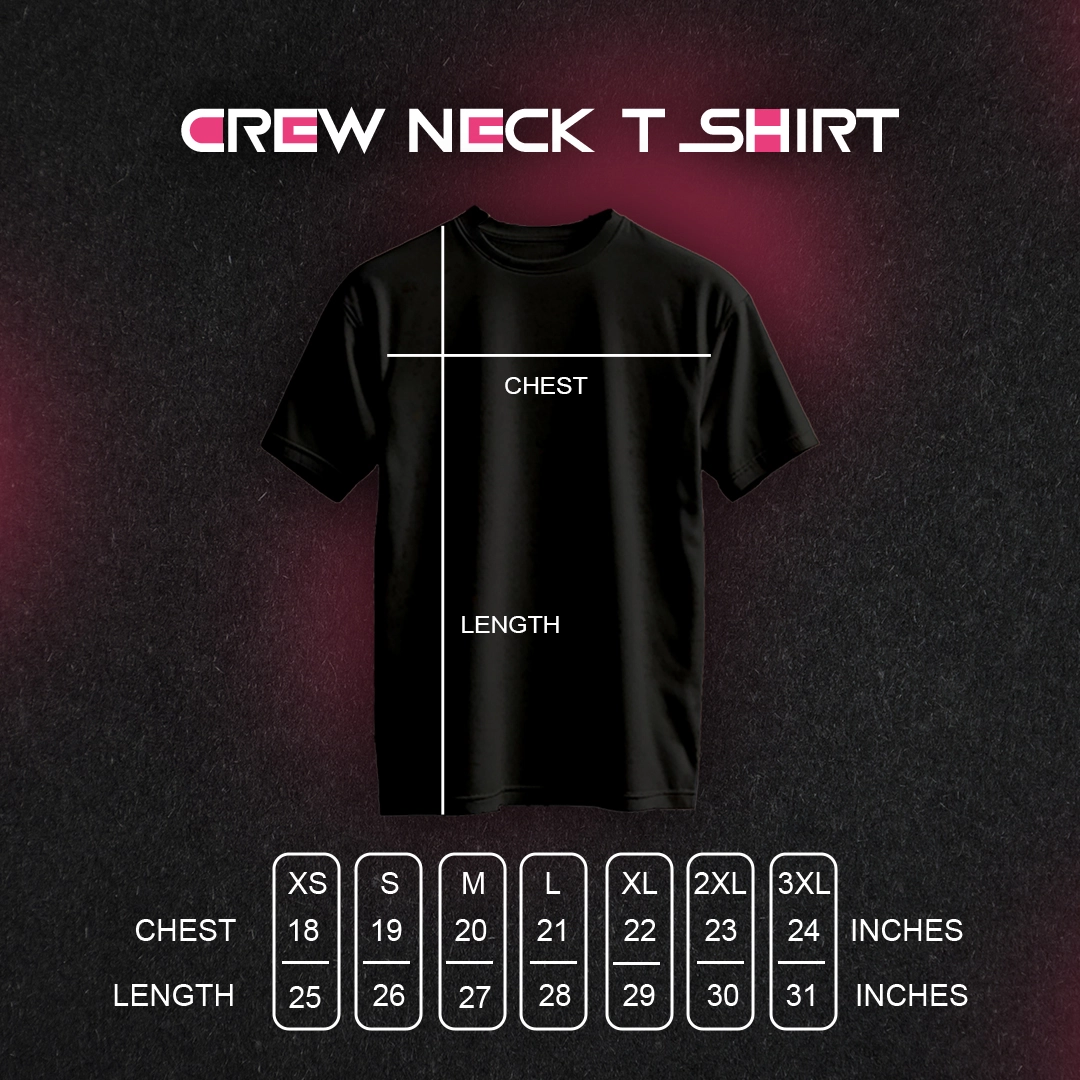 CREW NECK T_SHIRT
CHEST
LENGTH
XS S M L XL 2XL 3XL
CHEST 18 19 20 21 22 23 24 INCHES
LENGTH 25 26 27 28 29 30 31 INCHES